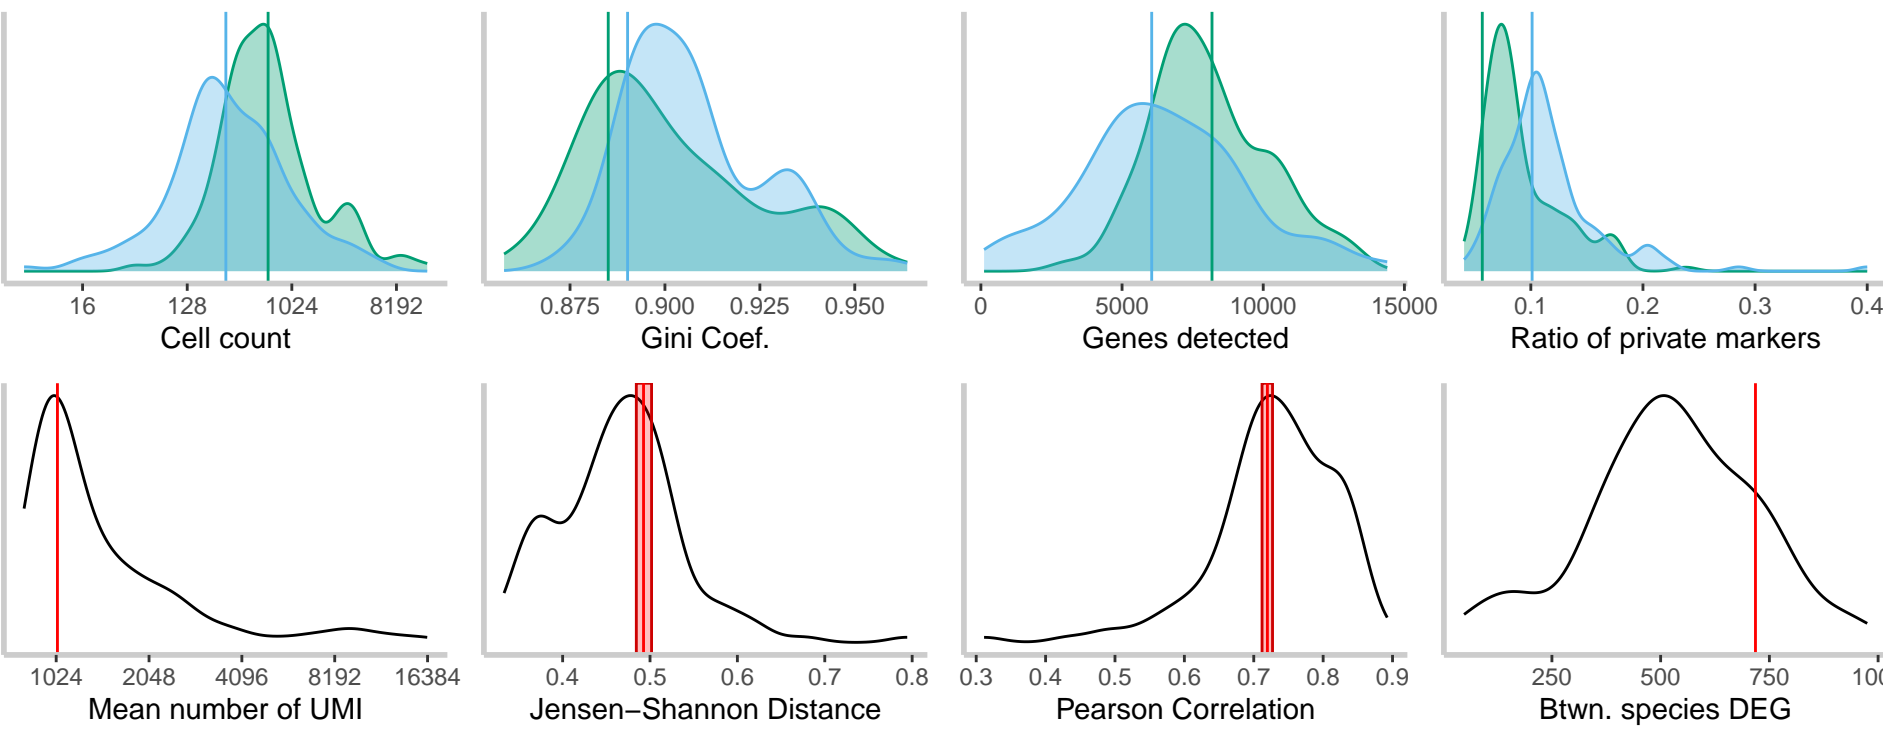 16 128 1024 8192
Cell count
0.875 0.900 0.925 0.950
Gini Coef.
0 5000 10000 15000
Genes detected
0.1 0.2 0.3 0.4
Ratio of private markers
1024 2048 4096 8192 16384
Mean number of UMI
0.4 0.5 0.6 0.7 0.8
Jensen−Shannon Distance
0.3 0.4 0.5 0.6 0.7 0.8 0.9
Pearson Correlation
250 500 750 100
Btwn. species DEG